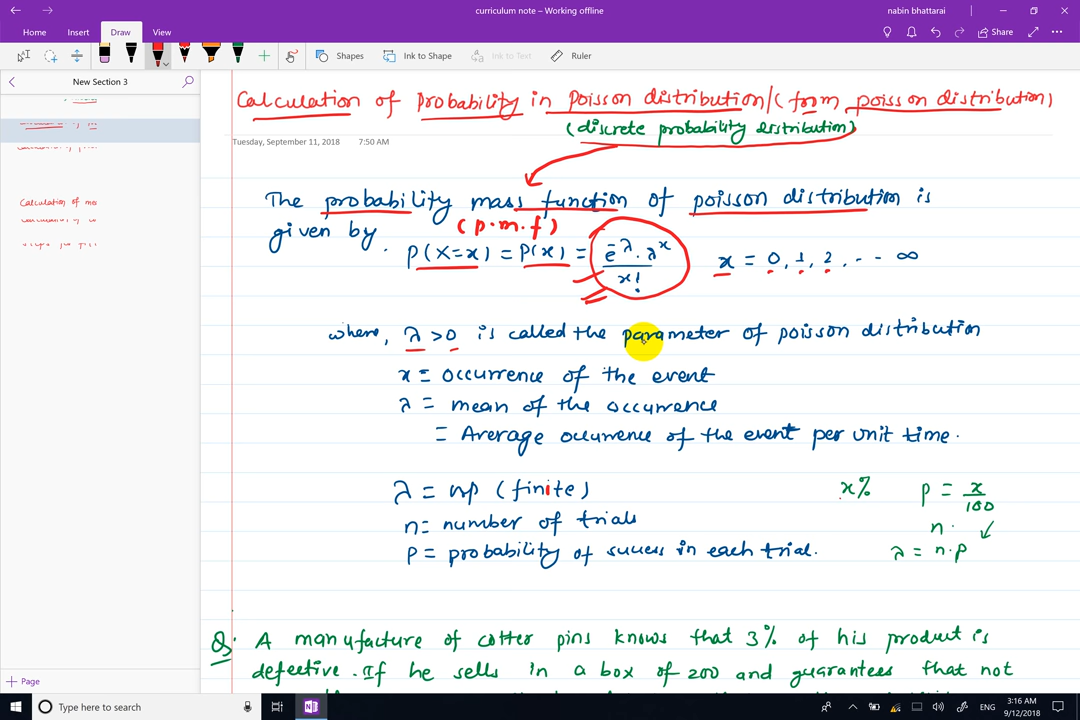 curriculum note – Working offline
nabin bhattarai
Home Insert Draw View
Share
Shapes Ink to Shape Ink to Text Ruler
New Section 3
Calculation of probability in poisson distribution/(from poisson distribution)
(discrete probability distribution)
Tuesday, September 11, 2018 7:50 AM
The probability mass function of poisson distribution is
(p.m.f)
given by.
P(X=x) = P(x) = e^-λ · λ^x / x! x = 0, 1, 2, - - - ∞
where, λ > 0 is called the parameter of poisson distribution
x = occurrence of the event
λ = mean of the occurrence
= Average occurrence of the event per unit time.
λ = np (finite) x% p = x/100
n = number of trials n.
p = probability of success in each trial. λ = n.p
Q: A manufacture of cotter pins knows that 3% of his product is
defective. If he sells in a box of 200 and guarantees that not
Page
Type here to search
ENG
3:16 AM
9/12/2018